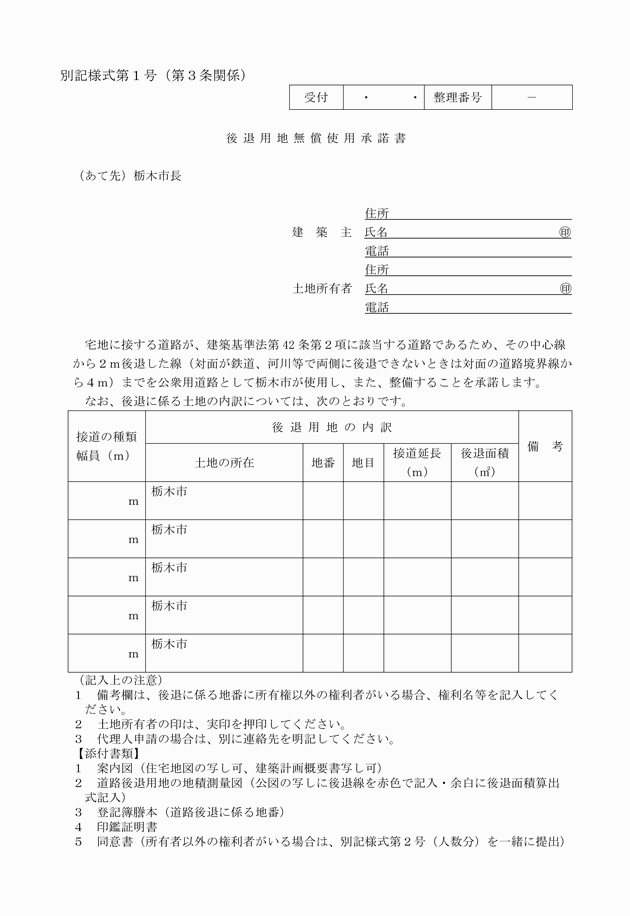 別記様式第１号（第３条関係）
受付　・　・　整理番号　－
後退用地無償使用承諾書
（あて先）栃木市長
住所
建　築　主　氏名　㊞
電話
住所
土地所有者　氏名　㊞
電話
宅地に接する道路が、建築基準法第 42 条第２項に該当する道路であるため、その中心線
から２ｍ後退した線（対面が鉄道、河川等で両側に後退できないときは対面の道路境界線か
ら４ｍ）までを公衆用道路として栃木市が使用し、また、整備することを承諾します。
なお、後退に係る土地の内訳については、次のとおりです。
接道の種類
幅員（ｍ）
後退用地の内訳
備　考
土地の所在　地番　地目　接道延長　後退面積
（ｍ）　（㎡）
ｍ　栃木市
ｍ　栃木市
ｍ　栃木市
ｍ　栃木市
ｍ　栃木市
（記入上の注意）
１　備考欄は、後退に係る地番に所有権以外の権利者がいる場合、権利名等を記入してく
ださい。
２　土地所有者の印は、実印を押印してください。
３　代理人申請の場合は、別に連絡先を明記してください。
【添付書類】
１　案内図（住宅地図の写し可、建築計画概要書写し可）
２　道路後退用地の地積測量図（公図の写しに後退線を赤色で記入・余白に後退面積算出
式記入）
３　登記簿謄本（道路後退に係る地番）
４　印鑑証明書
５　同意書（所有者以外の権利者がいる場合は、別記様式第２号（人数分）を一緒に提出）